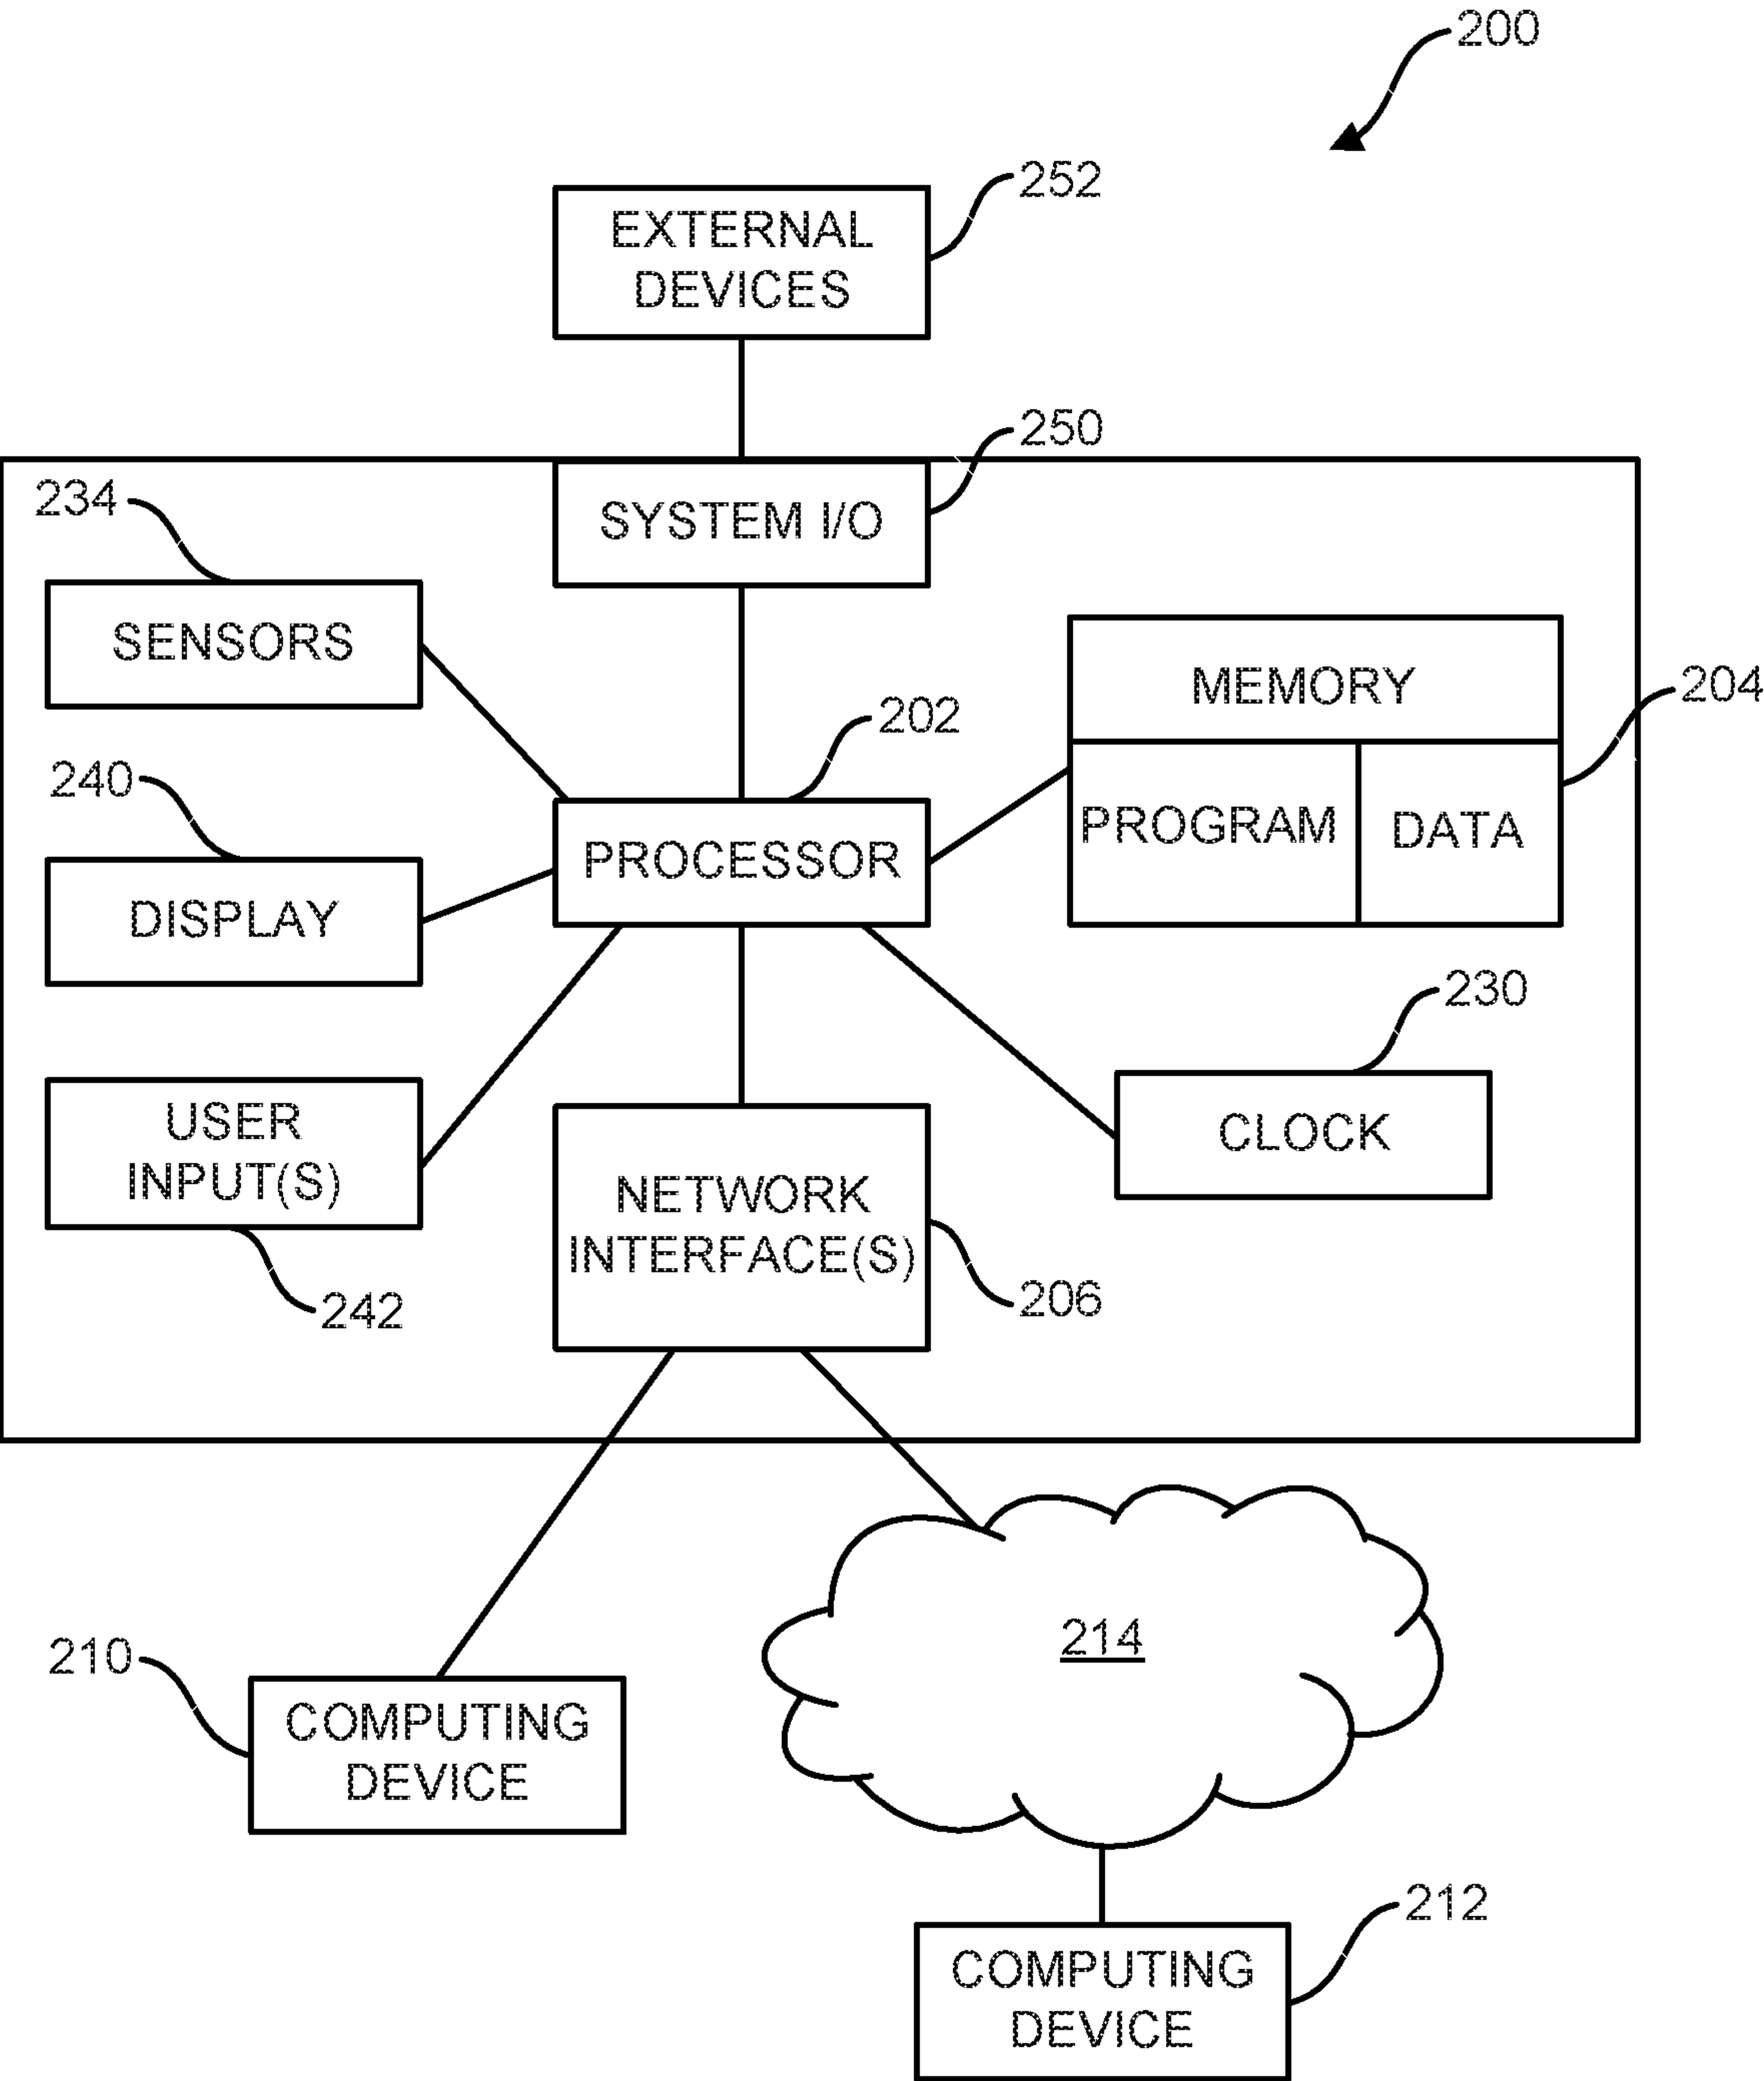 200
252
EXTERNAL
DEVICES
250
SYSTEM I/O
234
SENSORS
MEMORY
204
PROGRAM
DATA
202
PROCESSOR
240
DISPLAY
230
CLOCK
USER
INPUT(S)
242
NETWORK
INTERFACE(S)
206
214
210
COMPUTING
DEVICE
212
COMPUTING
DEVICE